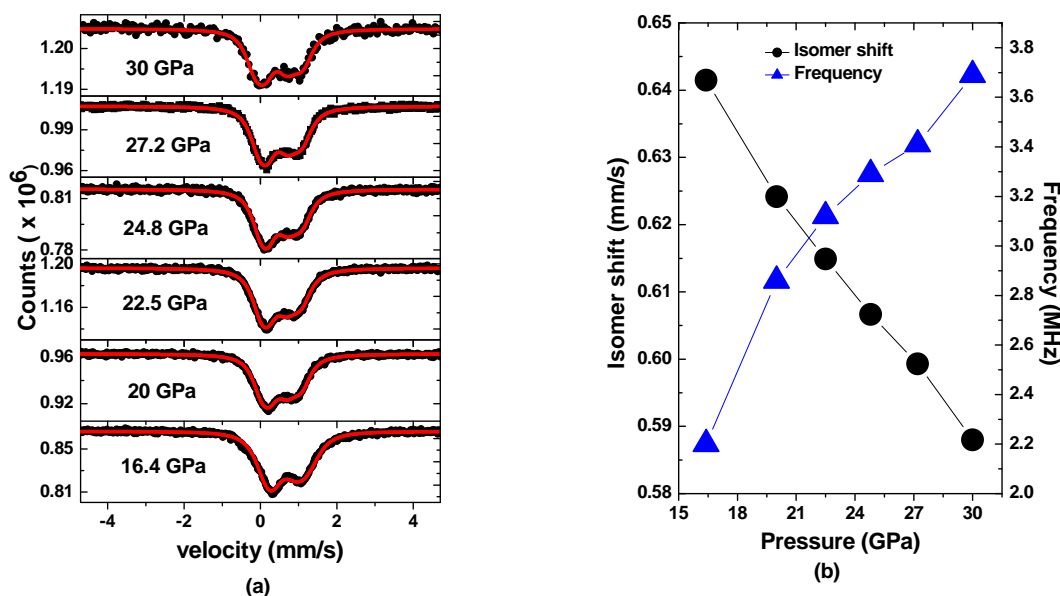 1.20
1.19
30 GPa
0.99
0.96
27.2 GPa
0.81
0.78
24.8 GPa
1.20
1.16
22.5 GPa
0.96
0.92
20 GPa
0.85
0.81
16.4 GPa
Counts ( x 10^6)
-4 -2 0 2 4
velocity (mm/s)
(a)
0.65
0.64
0.63
0.62
0.61
0.60
0.59
0.58
Isomer shift (mm/s)
Isomer shift
Frequency
3.9
3.8
3.6
3.4
3.2
3.0
2.8
2.6
2.4
2.2
2.0
Frequency (MHz)
15 18 21 24 27 30
Pressure (GPa)
(b)